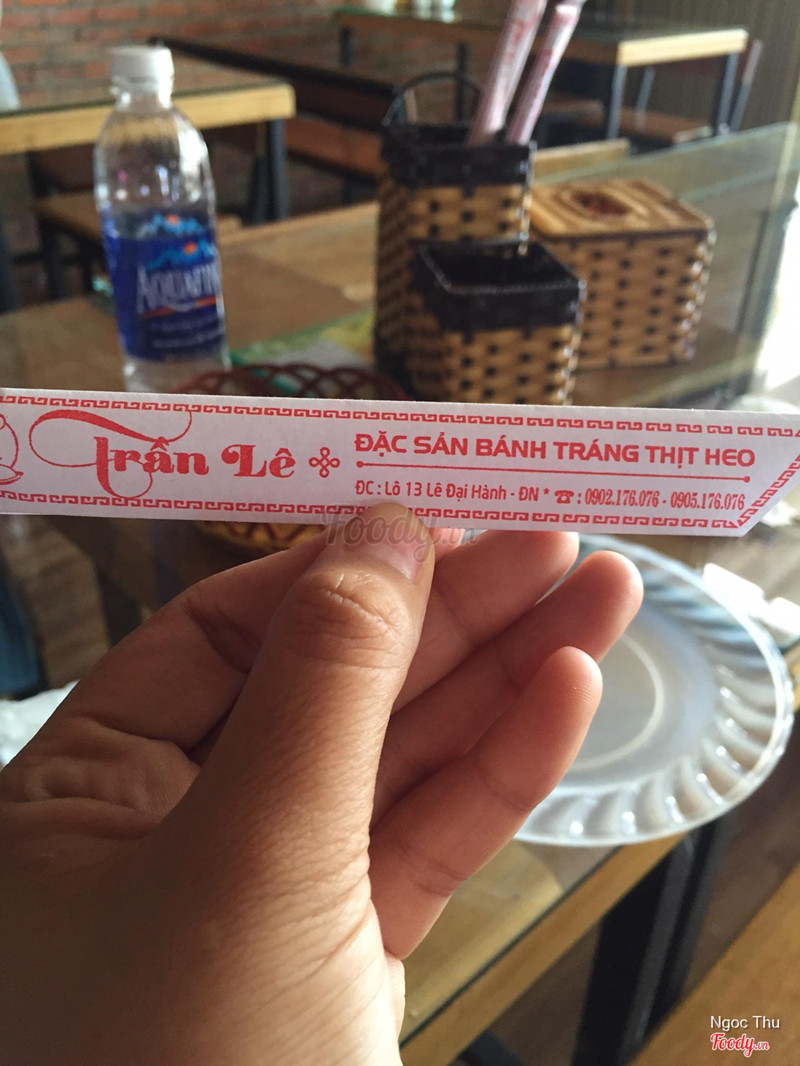 AQUAFINA
Trần Lê
ĐẶC SẢN BÁNH TRÁNG THỊT HEO
ĐC : Lô 13 Lê Đại Hành - ĐN * ☎ : 0902.176.076 - 0905.176.076
Foody.vn
Ngoc Thu
Foody.vn